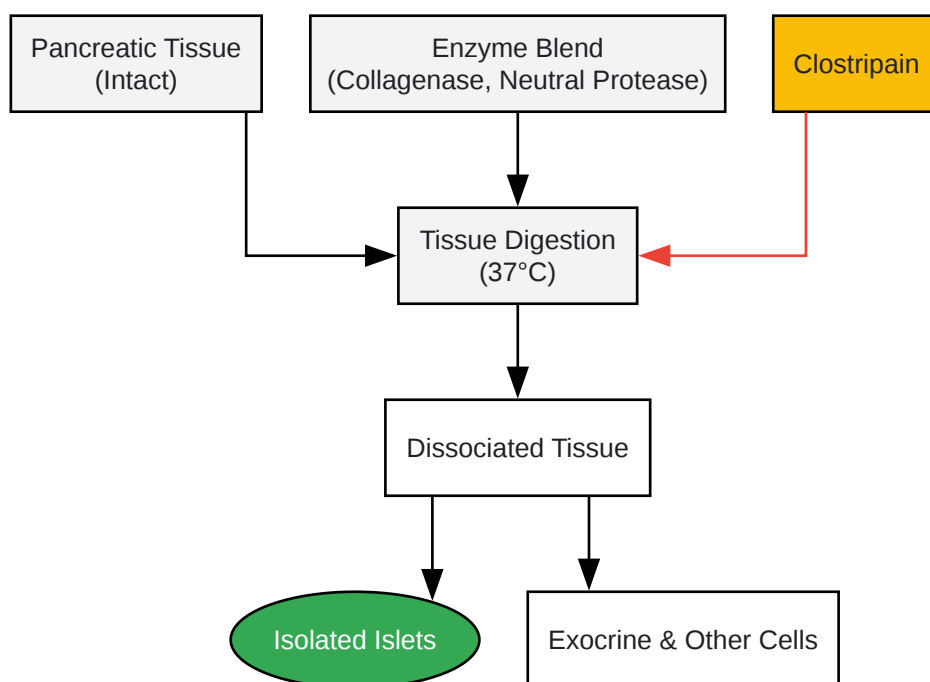 Pancreatic Tissue
(Intact)
Enzyme Blend
(Collagenase, Neutral Protease)
Clostripain
Tissue Digestion
(37°C)
Dissociated Tissue
Isolated Islets
Exocrine & Other Cells